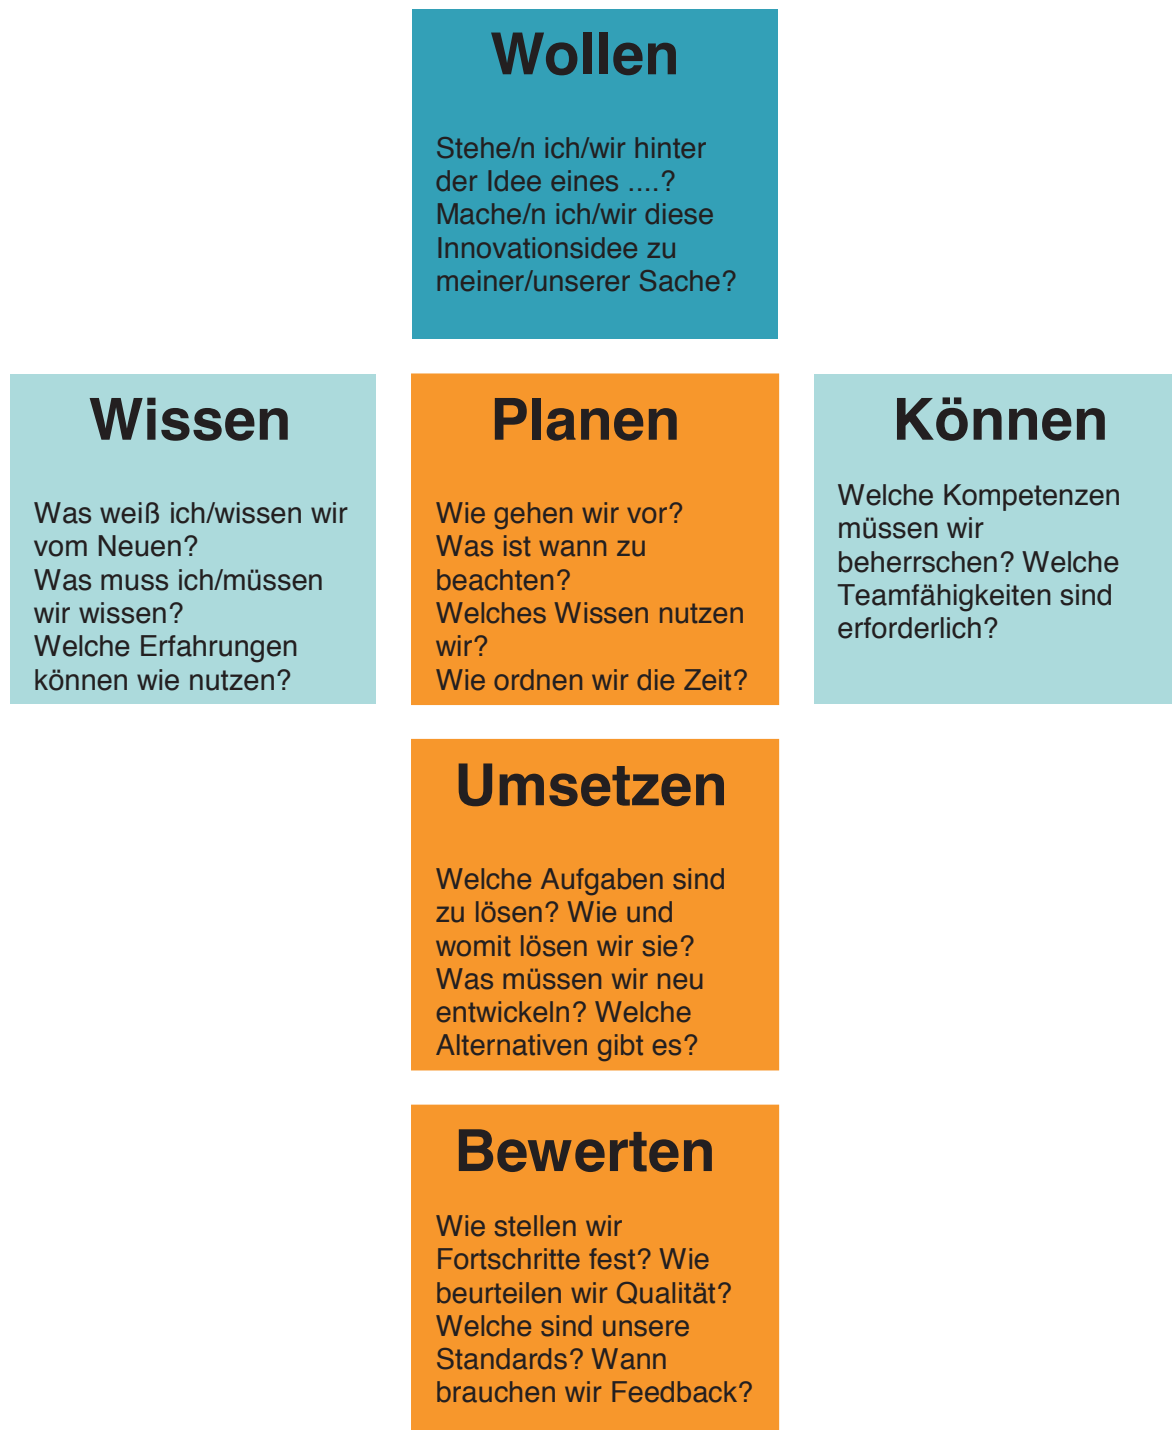 Wollen
Stehe/n ich/wir hinter
der Idee eines ....?
Mache/n ich/wir diese
Innovationsidee zu
meiner/unserer Sache?
Wissen
Was weiß ich/wissen wir
vom Neuen?
Was muss ich/müssen
wir wissen?
Welche Erfahrungen
können wie nutzen?
Planen
Wie gehen wir vor?
Was ist wann zu
beachten?
Welches Wissen nutzen
wir?
Wie ordnen wir die Zeit?
Können
Welche Kompetenzen
müssen wir
beherrschen? Welche
Teamfähigkeiten sind
erforderlich?
Umsetzen
Welche Aufgaben sind
zu lösen? Wie und
womit lösen wir sie?
Was müssen wir neu
entwickeln? Welche
Alternativen gibt es?
Bewerten
Wie stellen wir
Fortschritte fest? Wie
beurteilen wir Qualität?
Welche sind unsere
Standards? Wann
brauchen wir Feedback?